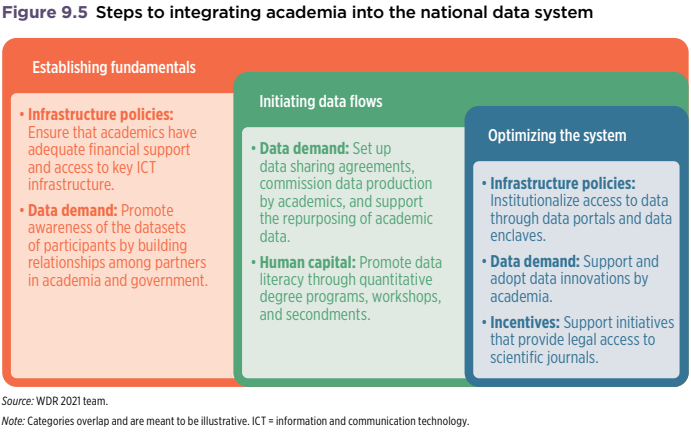 Figure 9.5 Steps to integrating academia into the national data system
Establishing fundamentals
• Infrastructure policies:
Ensure that academics have
adequate financial support
and access to key ICT
infrastructure.
• Data demand: Promote
awareness of the datasets
of participants by building
relationships among partners
in academia and government.
Initiating data flows
• Data demand: Set up
data sharing agreements,
commission data production
by academics, and support
the repurposing of academic
data.
• Human capital: Promote data
literacy through quantitative
degree programs, workshops,
and secondments.
Optimizing the system
• Infrastructure policies:
Institutionalize access to data
through data portals and data
enclaves.
• Data demand: Support and
adopt data innovations by
academia.
• Incentives: Support initiatives
that provide legal access to
scientific journals.
Source: WDR 2021 team.
Note: Categories overlap and are meant to be illustrative. ICT = information and communication technology.